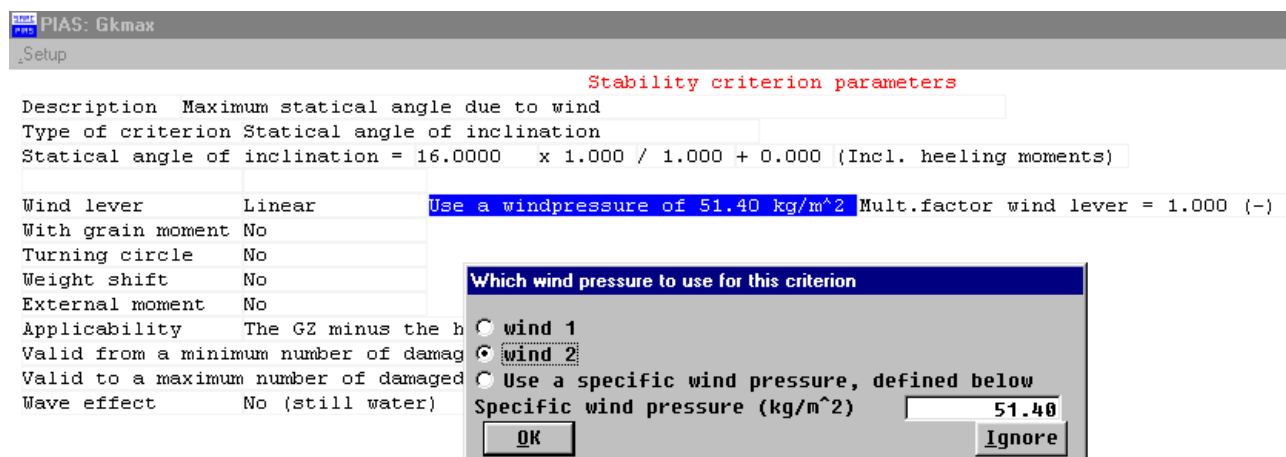 PIAS: Gkmax
Setup
Stability criterion parameters
Description Maximum statical angle due to wind
Type of criterion Statical angle of inclination
Statical angle of inclination = 16.0000 x 1.000 / 1.000 + 0.000 (Incl. heeling moments)
Wind lever Linear Use a windpressure of 51.40 kg/m^2 Mult.factor wind lever = 1.000 (-)
With grain moment No
Turning circle No
Weight shift No
External moment No
Applicability The GZ minus the h
Valid from a minimum number of damag
Valid to a maximum number of damaged
Wave effect No (still water)
Which wind pressure to use for this criterion
wind 1
wind 2
Use a specific wind pressure, defined below
Specific wind pressure (kg/m^2) 51.40
OK Ignore